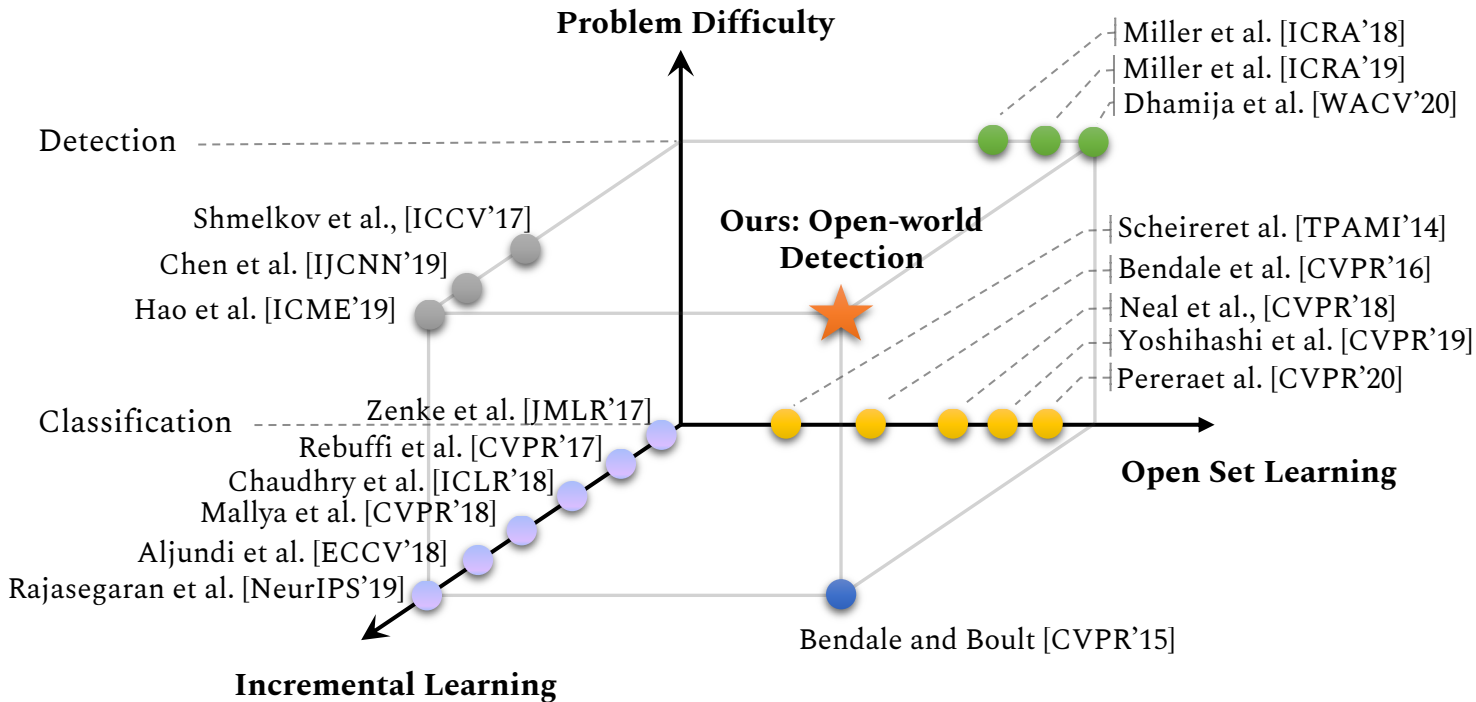 Problem Difficulty
Miller et al. [ICRA’18]
Miller et al. [ICRA’19]
Dhamija et al. [WACV’20]
Detection
Shmelkov et al., [ICCV’17]
Chen et al. [IJCNN’19]
Hao et al. [ICME’19]
Ours: Open-world
Detection
Scheireret al. [TPAMI’14]
Bendale et al. [CVPR’16]
Neal et al., [CVPR’18]
Yoshihashi et al. [CVPR’19]
Pereraet al. [CVPR’20]
Classification
Zenke et al. [JMLR’17]
Rebuffi et al. [CVPR’17]
Chaudhry et al. [ICLR’18]
Mallya et al. [CVPR’18]
Aljundi et al. [ECCV’18]
Rajasegaran et al. [NeurIPS’19]
Open Set Learning
Bendale and Boult [CVPR’15]
Incremental Learning